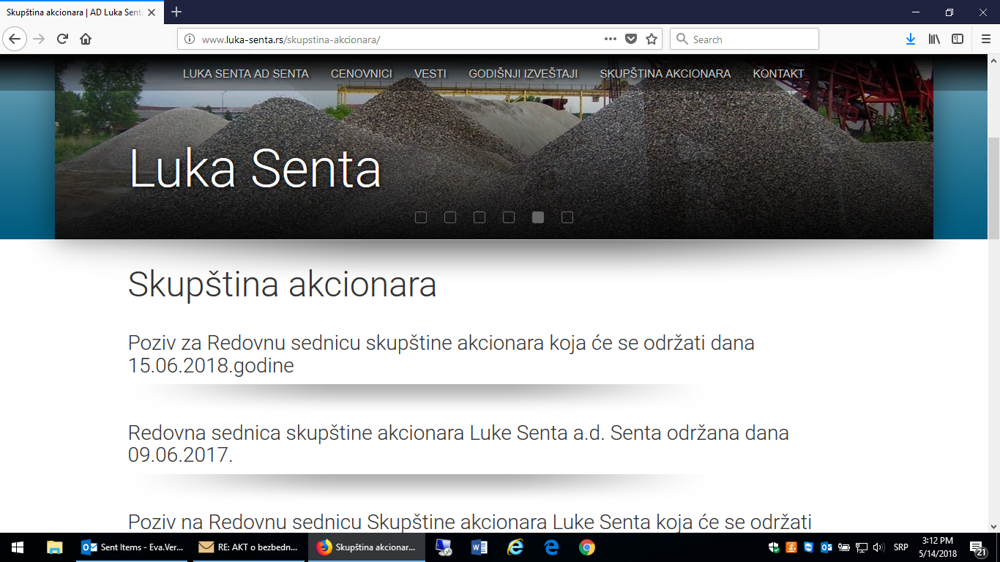 Skupština akcionara | AD Luka Senta
www.luka-senta.rs/skupstina-akcionara/
Search
LUKA SENTA AD SENTA CENOVNICI VESTI GODIŠNJI IZVEŠTAJI SKUPŠTINA AKCIONARA KONTAKT
Luka Senta
Skupština akcionara
Poziv za Redovnu sednicu skupštine akcionara koja će se održati dana
15.06.2018.godine
Redovna sednica skupštine akcionara Luke Senta a.d. Senta održana dana
09.06.2017.
Poziv na Redovnu sednicu Skupštine akcionara Luke Senta koja će se održati
Sent Items - Eva.Ver... RE: AKT o bezbedn... Skupština akcionar... SRP 3:12 PM
5/14/2018 21